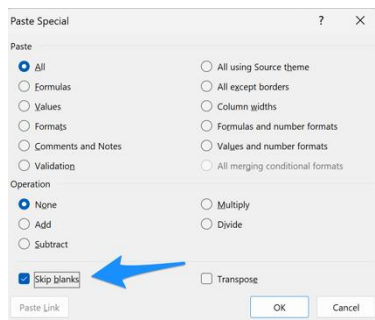 Paste Special ? X
Paste
All All using Source theme
Formulas All except borders
Values Column widths
Formats Formulas and number formats
Comments and Notes Values and number formats
Validation All merging conditional formats
Operation
None Multiply
Add Divide
Subtract
Skip blanks Transpose
Paste Link OK Cancel